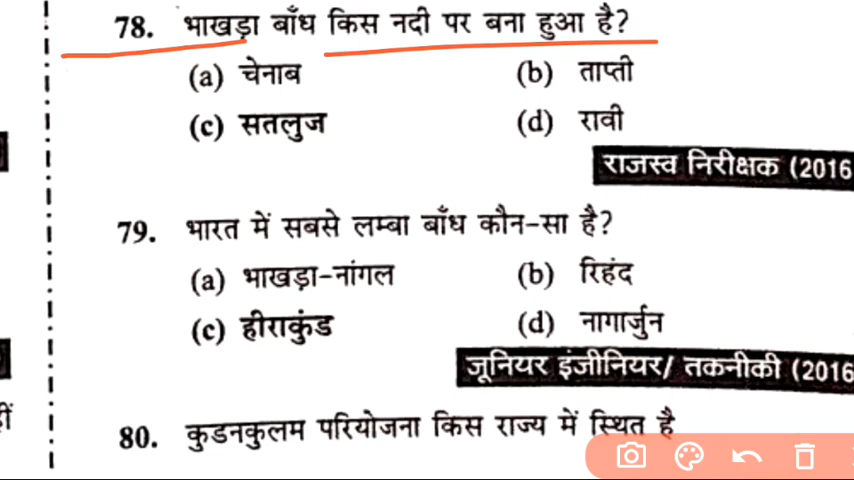 78. भाखड़ा बाँध किस नदी पर बना हुआ है?
(a) चेनाब (b) ताप्ती
(c) सतलुज (d) रावी
राजस्व निरीक्षक (2016
79. भारत में सबसे लम्बा बाँध कौन-सा है?
(a) भाखड़ा-नांगल (b) रिहंद
(c) हीराकुंड (d) नागार्जुन
जूनियर इंजीनियर/ तकनीकी (2016
80. कुडनकुलम परियोजना किस राज्य में स्थित है